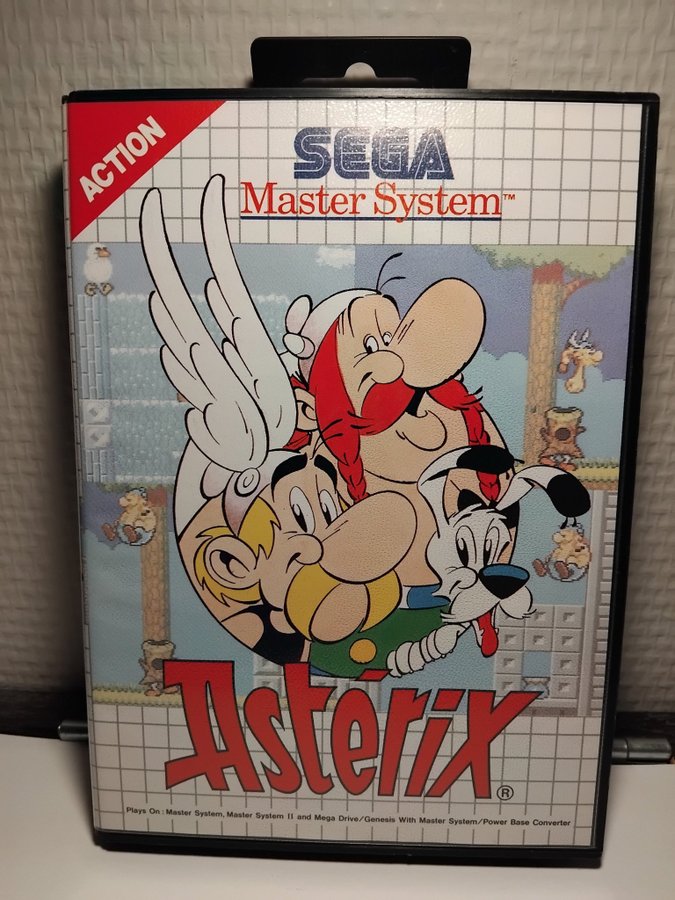 ACTION
SEGA
Master System™
Asterix®
Plays On : Master System, Master System II and Mega Drive/Genesis With Master System/Power Base Converter